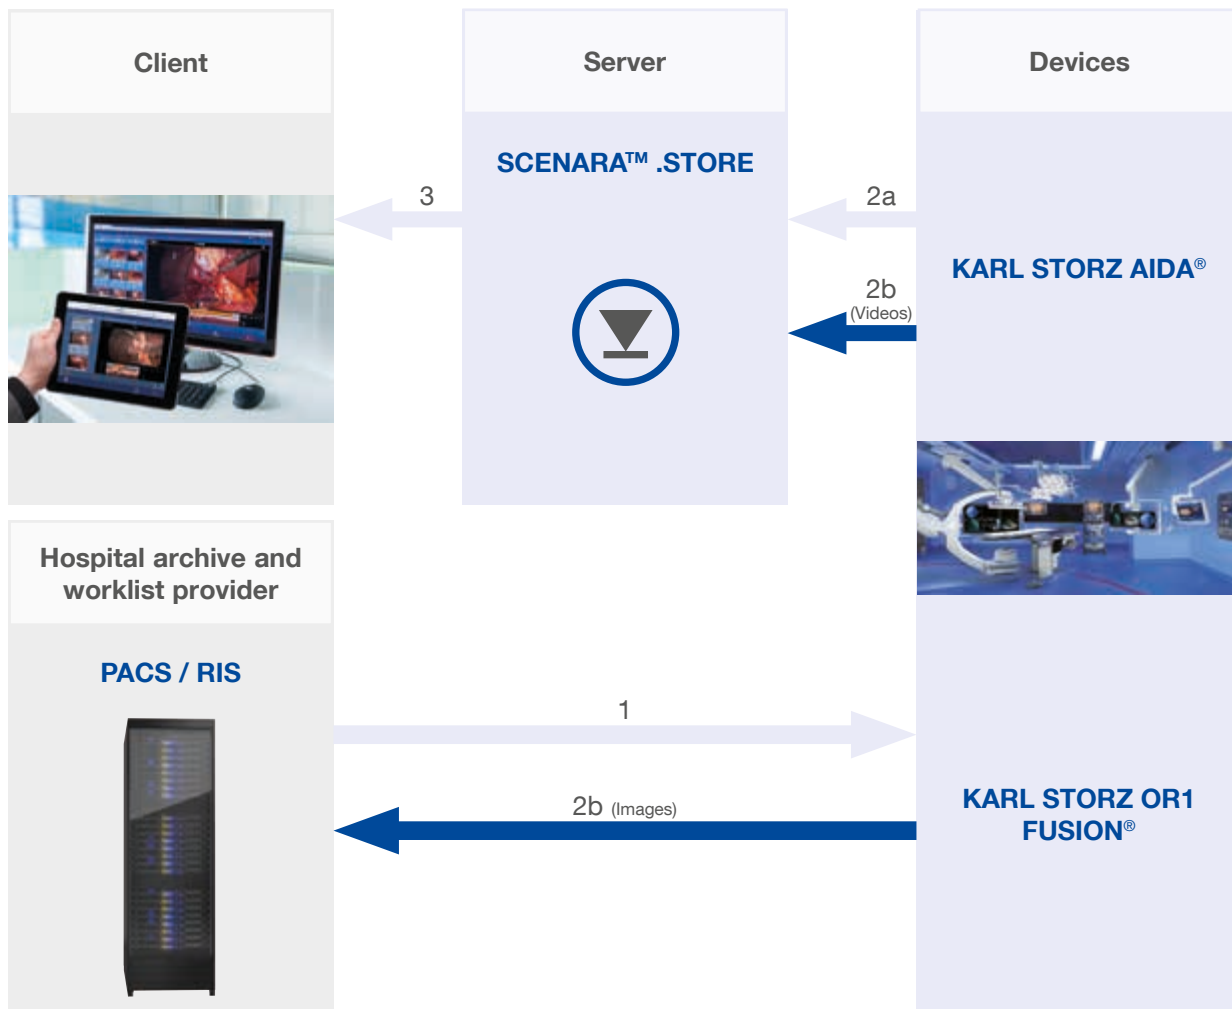 Client
Server
Devices
SCENARA™ .STORE
3
2a
KARL STORZ AIDA®
2b
(Videos)
Hospital archive and
worklist provider
PACS / RIS
1
2b (Images)
KARL STORZ OR1
FUSION®